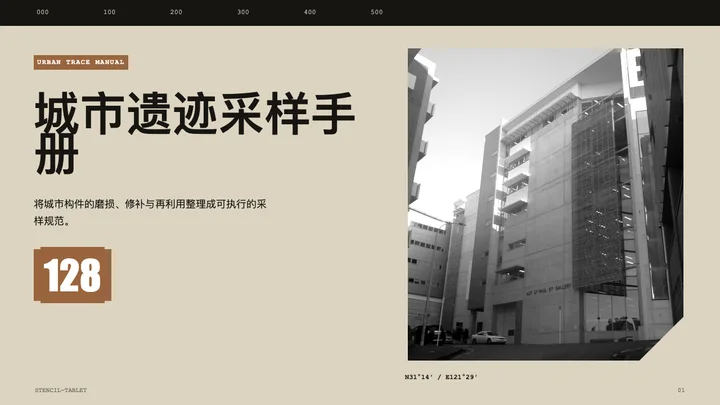 000 100 200 300 400 500
URBAN TRACE MANUAL
城市遗迹采样手
册
将城市构件的磨损、修补与再利用整理成可执行的采
样规范。
128
N31°14′ / E121°29′
STENCIL-TABLET
01